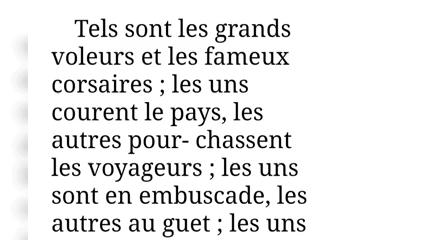 Tels sont les grands
voleurs et les fameux
corsaires ; les uns
courent le pays, les
autres pour- chassent
les voyageurs ; les uns
sont en embuscade, les
autres au guet ; les uns